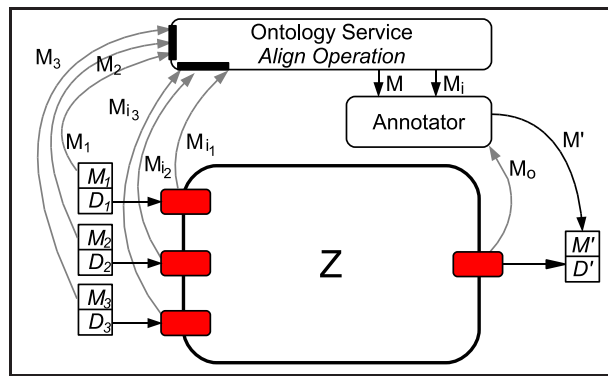 Ontology Service
Align Operation
M₃
M₂
Mᵢ₃
M
Mᵢ
Annotator
M₁
Mᵢ₂
Mᵢ₁
Mₒ
M'
M₁
D₁
M₂
D₂
M₃
D₃
Z
M'
D'